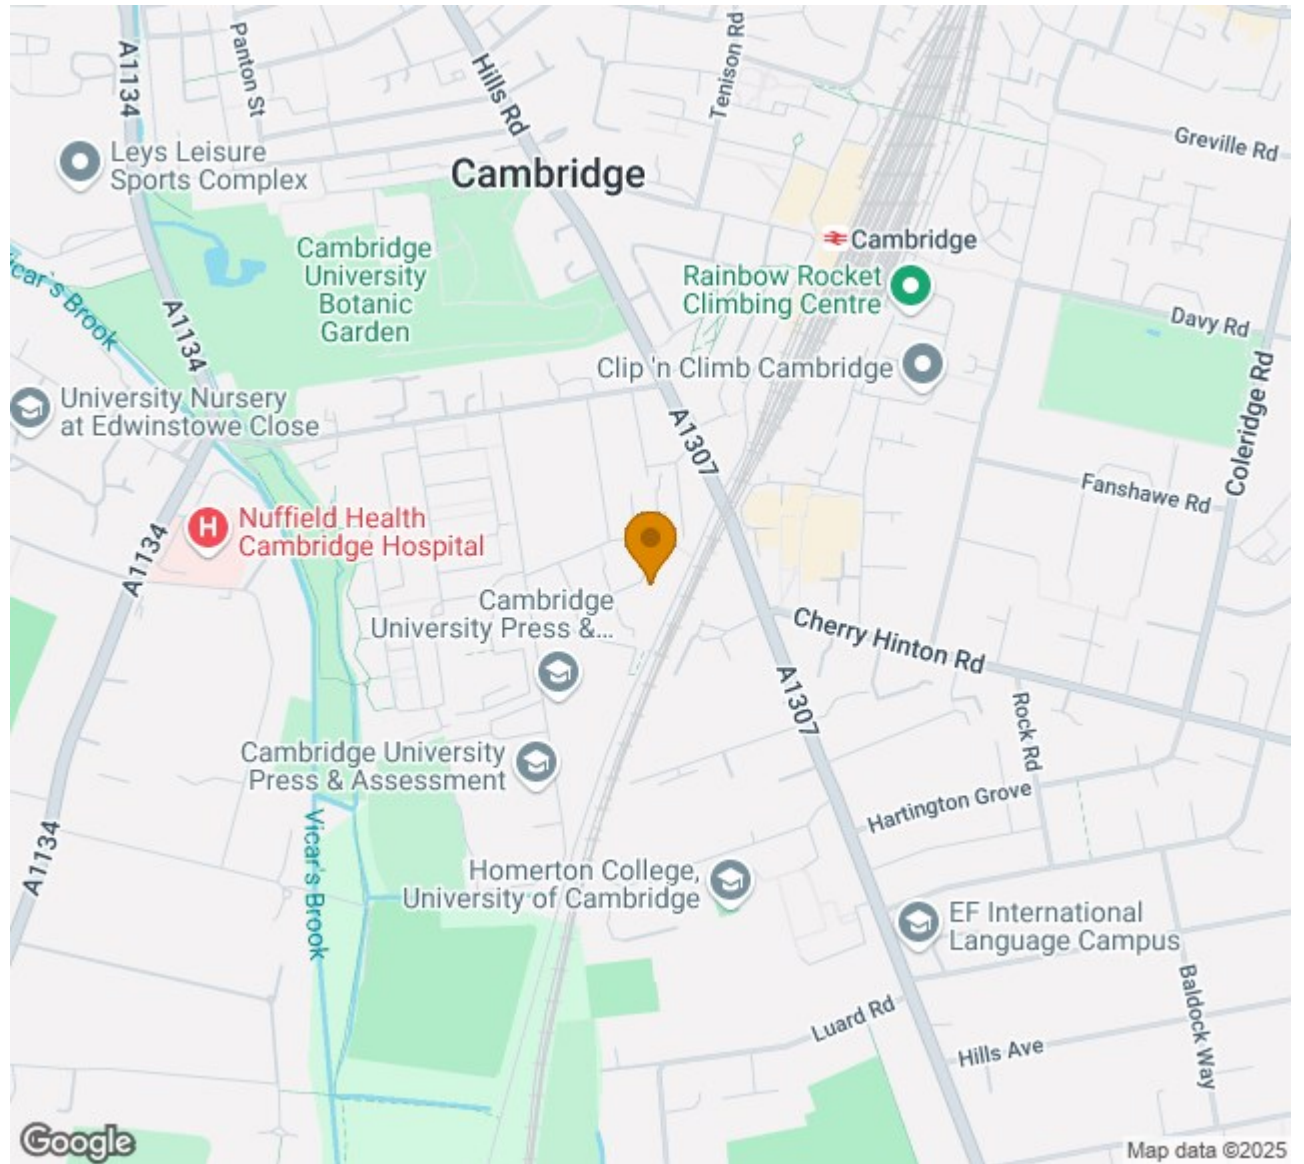 A1134
Panton St
Hills Rd
Tenison Rd
Greville Rd
Leys Leisure
Sports Complex
Cambridge
Cambridge
University
Botanic
Garden
Cambridge
Rainbow Rocket
Climbing Centre
Vicar's Brook
A1134
Davy Rd
Clip 'n Climb Cambridge
Coleridge Rd
University Nursery
at Edwinstowe Close
A1307
Fanshawe Rd
H
Nuffield Health
Cambridge Hospital
A1134
Cambridge
University Press &...
Cherry Hinton Rd
A1307
Rock Rd
Cambridge University
Press & Assessment
Hartington Grove
A1134
Vicar's Brook
Homerton College,
University of Cambridge
EF International
Language Campus
Baldock Way
Luard Rd
Hills Ave
Google
Map data ©2025